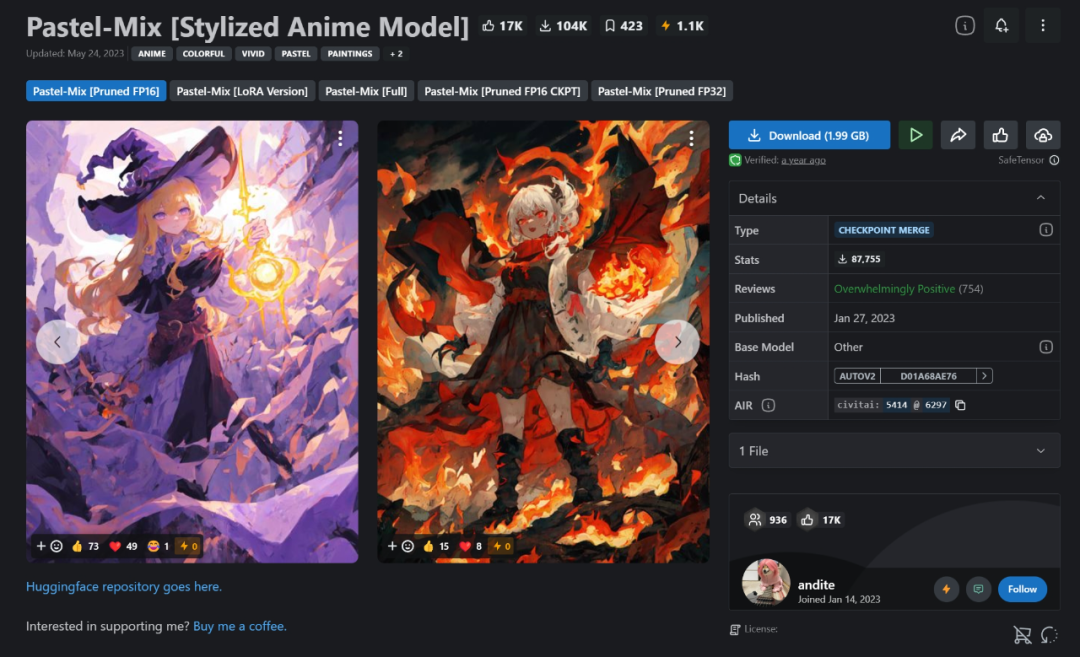 Pastel-Mix [Stylized Anime Model] 17K 104K 423 1.1K
Updated: May 24, 2023 ANIME COLORFUL VIVID PASTEL PAINTINGS + 2
Pastel-Mix [Pruned FP16] Pastel-Mix [LoRA Version] Pastel-Mix [Full] Pastel-Mix [Pruned FP16 CKPT] Pastel-Mix [Pruned FP32]
Download (1.99 GB)
Verified: a year ago SafeTensor
Details
Type CHECKPOINT MERGE
Stats 87,755
Reviews Overwhelmingly Positive (754)
Published Jan 27, 2023
Base Model Other
Hash AUTOV2 D01A68AE76
AIR civitai: 5414 @ 6297
1 File
936 17K
andite
Joined Jan 14, 2023
Follow
License:
+ 73 49 1 0
+ 15 8 0
Huggingface repository goes here.
Interested in supporting me? Buy me a coffee.